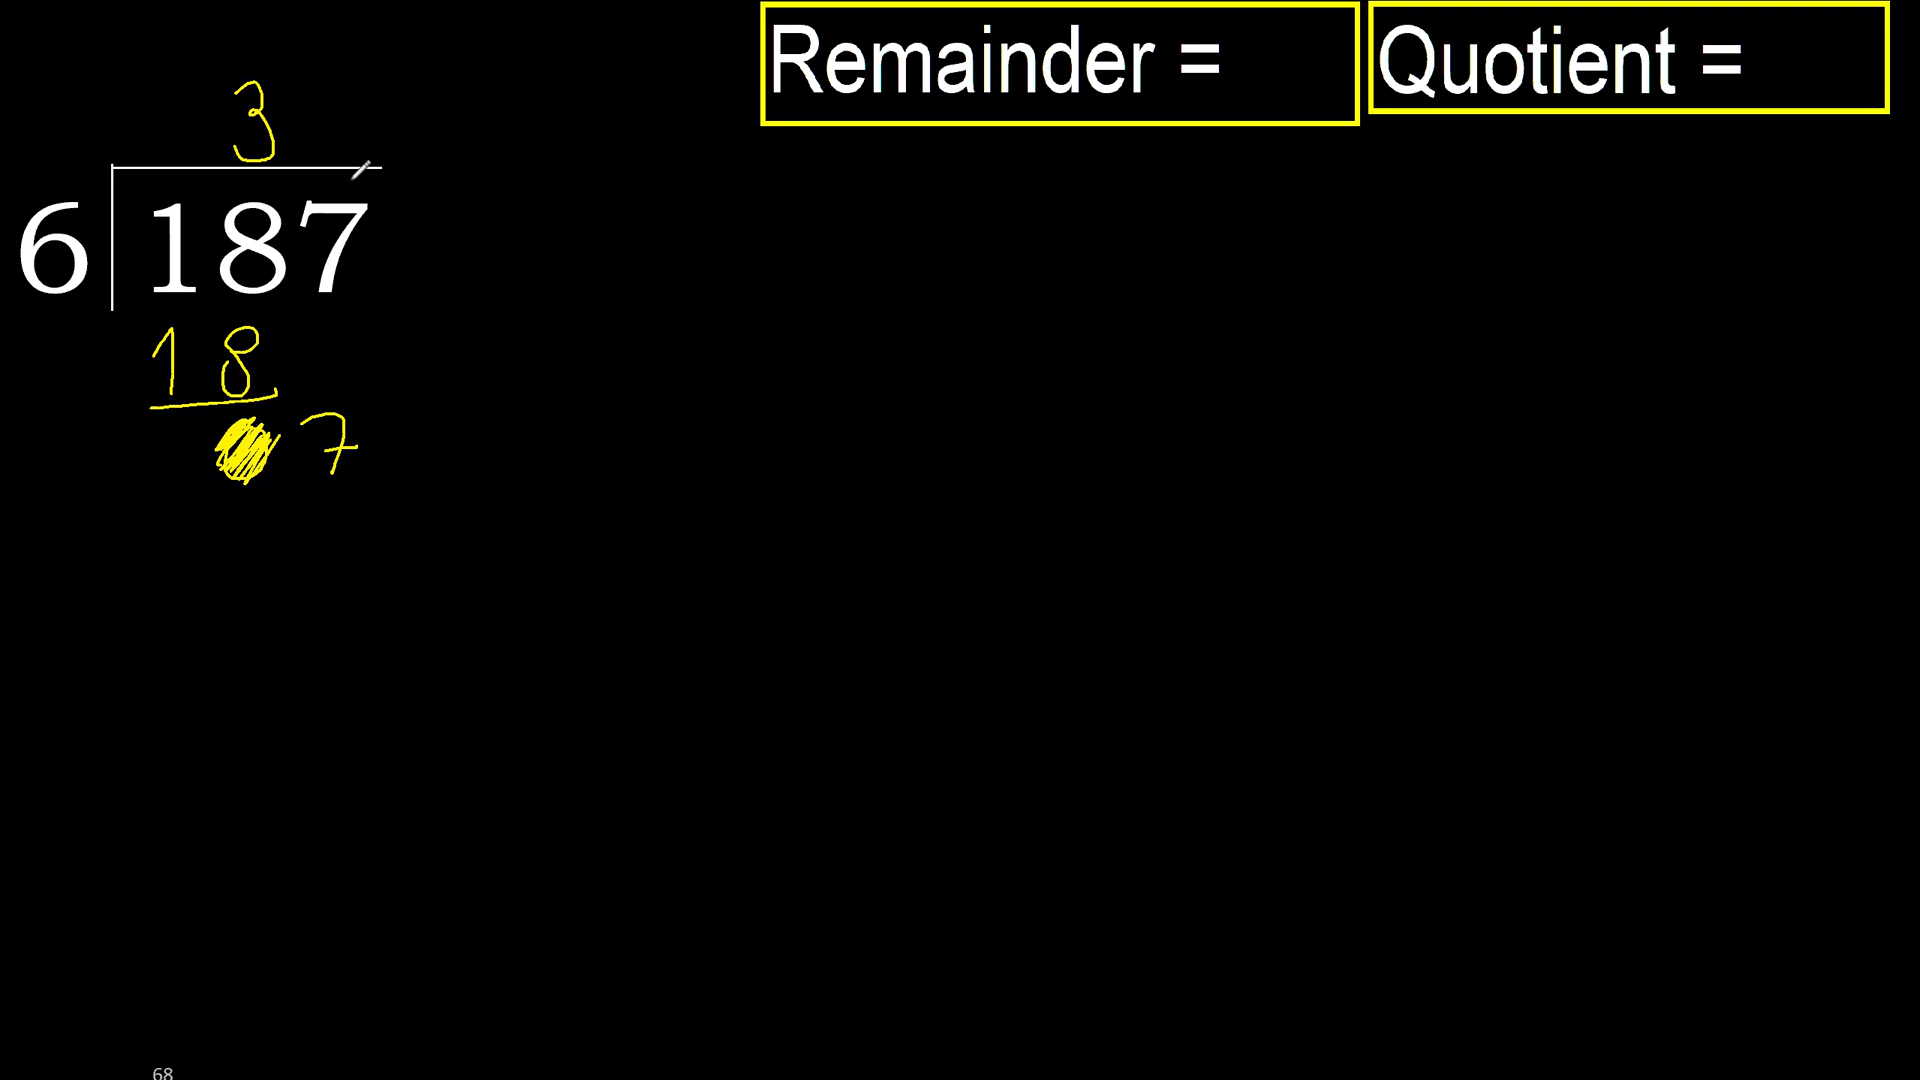 Remainder =
Quotient =
3
6 187
18
7
68